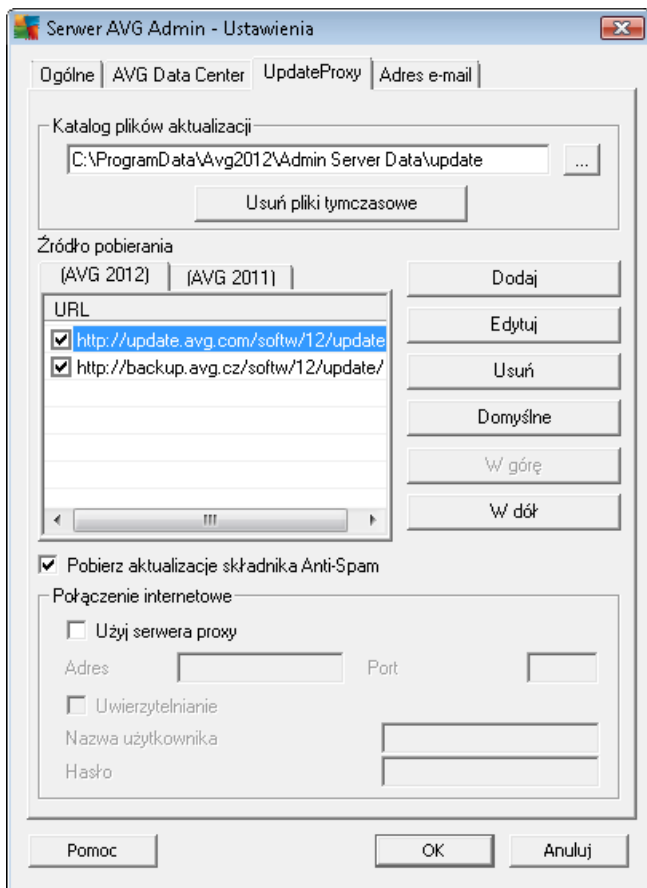 Serwer AVG Admin - Ustawienia
Ogólne
AVG Data Center
UpdateProxy
Adres e-mail
Katalog plików aktualizacji
C:\ProgramData\Avg2012\Admin Server Data\update
...
Usuń pliki tymczasowe
Źródło pobierania
(AVG 2012)
(AVG 2011)
URL
http://update.avg.com/softw/12/update
http://backup.avg.cz/softw/12/update/
Dodaj
Edytuj
Usuń
Domyślne
W górę
W dół
Pobierz aktualizacje składnika Anti-Spam
Połączenie internetowe
Użyj serwera proxy
Adres
Port
Uwierzytelnianie
Nazwa użytkownika
Hasło
Pomoc
OK
Anuluj